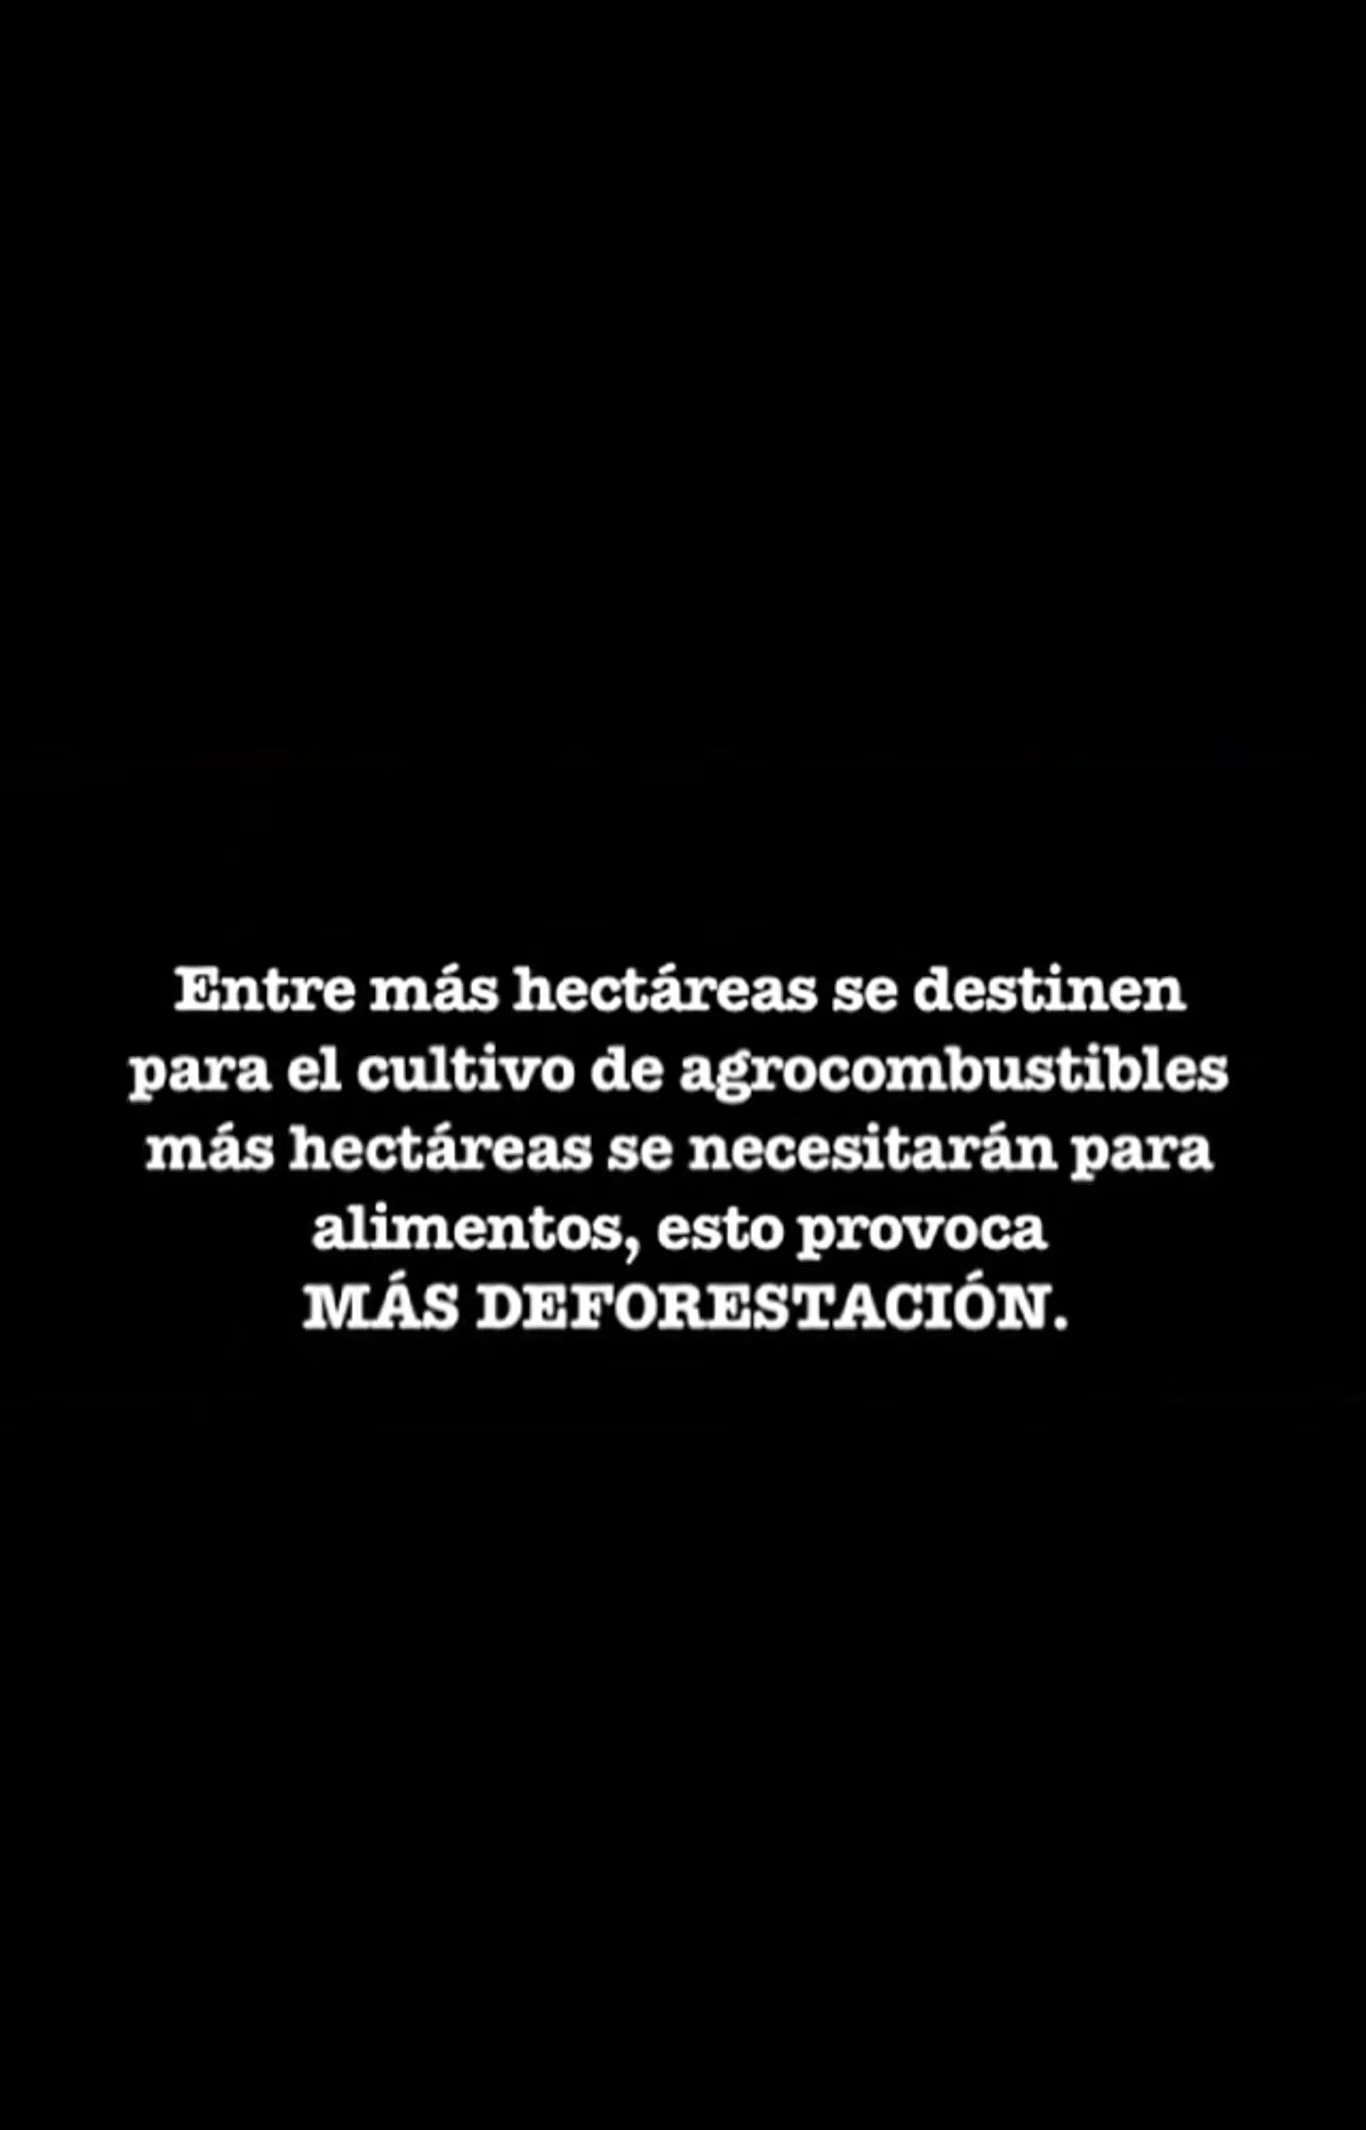 Entre más hectáreas se destinen
para el cultivo de agrocombustibles
más hectáreas se necesitarán para
alimentos, esto provoca
MÁS DEFORESTACIÓN.